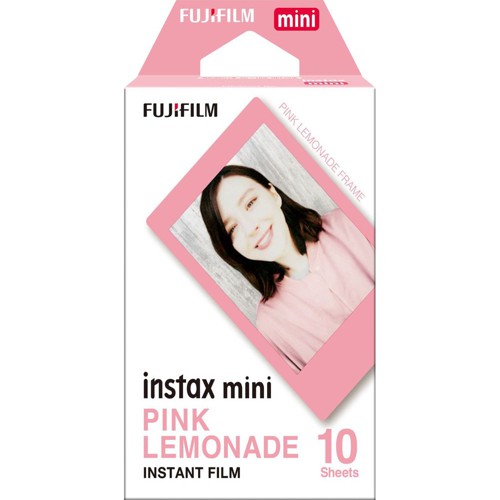 FUJIFILM mini
FUJIFILM
PINK LEMONADE FRAME
instax mini
PINK
LEMONADE
INSTANT FILM
10
Sheets